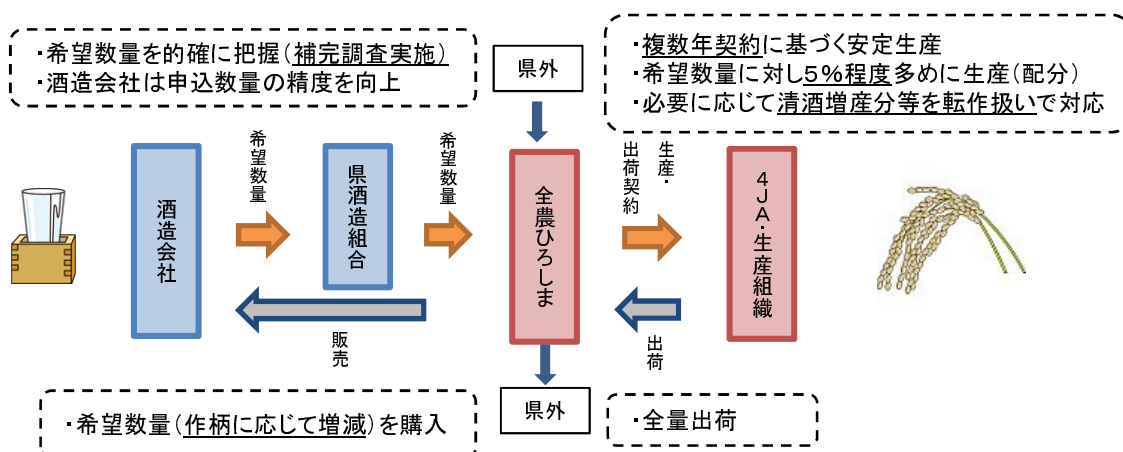 ・希望数量を的確に把握(補完調査実施)
・酒造会社は申込数量の精度を向上
県外
・複数年契約に基づく安定生産
・希望数量に対し5%程度多めに生産(配分)
・必要に応じて清酒増産分等を転作扱いで対応
酒造会社
希望数量
県酒造組合
希望数量
全農ひろしま
生産・
出荷契約
4JA・生産組織
販売
出荷
・希望数量(作柄に応じて増減)を購入
県外
・全量出荷